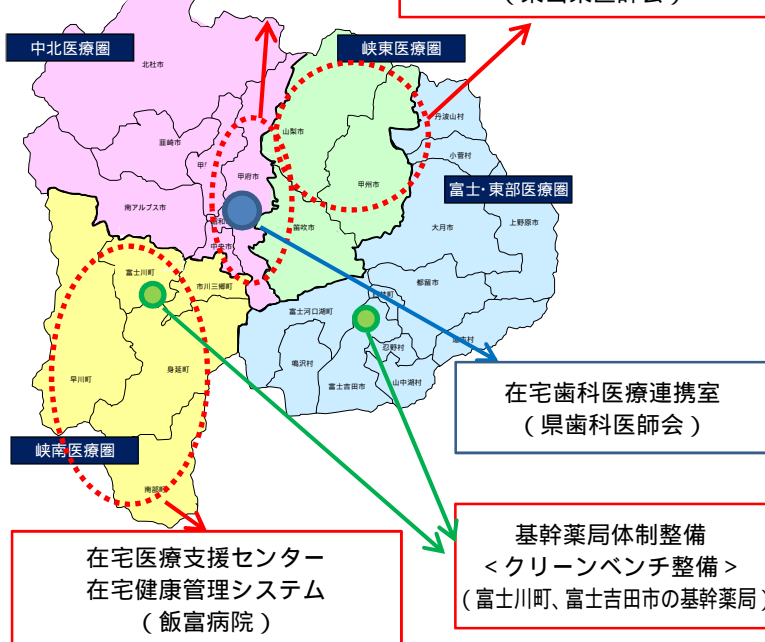 中北医療圏
峡東医療圏
北杜市
丹波山村
山梨市
小菅村
韮崎市
甲府市
甲州市
富士･東部医療圏
南アルプス市
笛吹市
大月市
上野原市
中央市
富士川町
市川三郷町
都留市
富士河口湖町
忍野村
鳴沢村
身延町
早川町
富士吉田市
山中湖村
在宅歯科医療連携室
（県歯科医師会）
峡南医療圏
南部町
在宅医療支援センター
在宅健康管理システム
（飯富病院）
基幹薬局体制整備
＜クリーンベンチ整備＞
（富士川町、富士吉田市の基幹薬局）